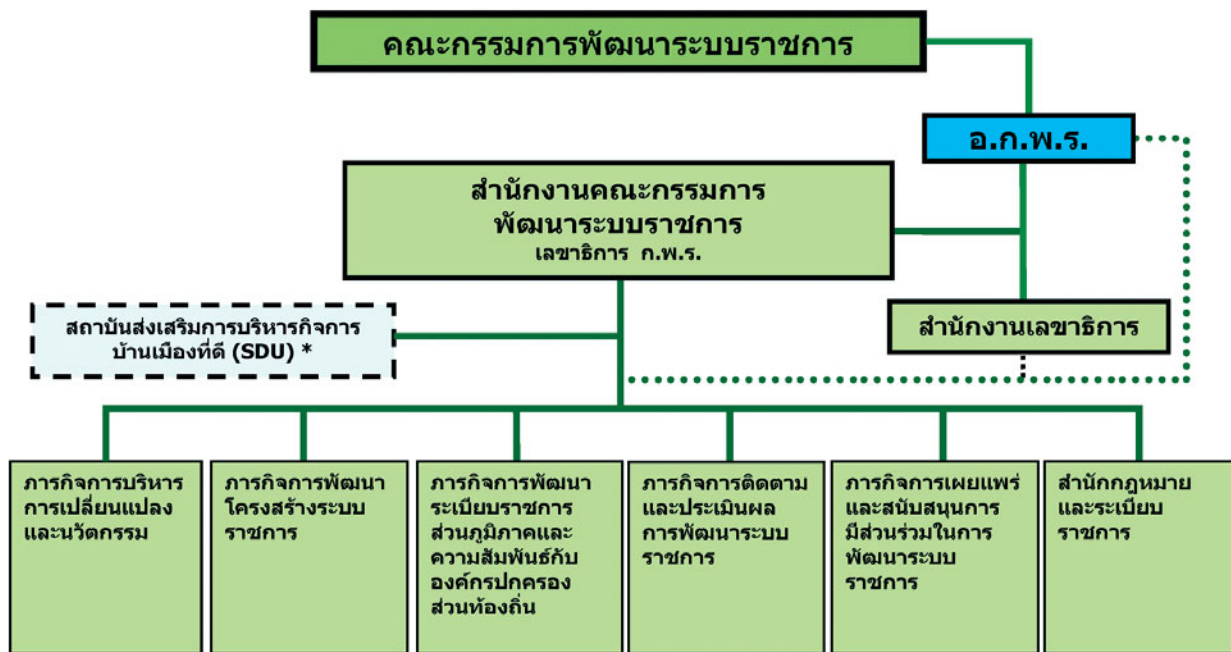 คณะกรรมการพัฒนาระบบราชการ
อ.ก.พ.ร.
สำนักงานคณะกรรมการ
พัฒนาระบบราชการ
เลขาธิการ ก.พ.ร.
สถาบันส่งเสริมการบริหารกิจการ
บ้านเมืองที่ดี (SDU) *
สำนักงานเลขาธิการ
ภารกิจการบริหาร
การเปลี่ยนแปลง
และนวัตกรรม
ภารกิจการพัฒนา
โครงสร้างระบบ
ราชการ
ภารกิจการพัฒนา
ระเบียบราชการ
ส่วนภูมิภาคและ
ความสัมพันธ์กับ
องค์กรปกครอง
ส่วนท้องถิ่น
ภารกิจการติดตาม
และประเมินผล
การพัฒนาระบบ
ราชการ
ภารกิจการเผยแพร่
และสนับสนุนการ
มีส่วนร่วมในการ
พัฒนาระบบ
ราชการ
สำนักกฎหมาย
และระเบียบ
ราชการ